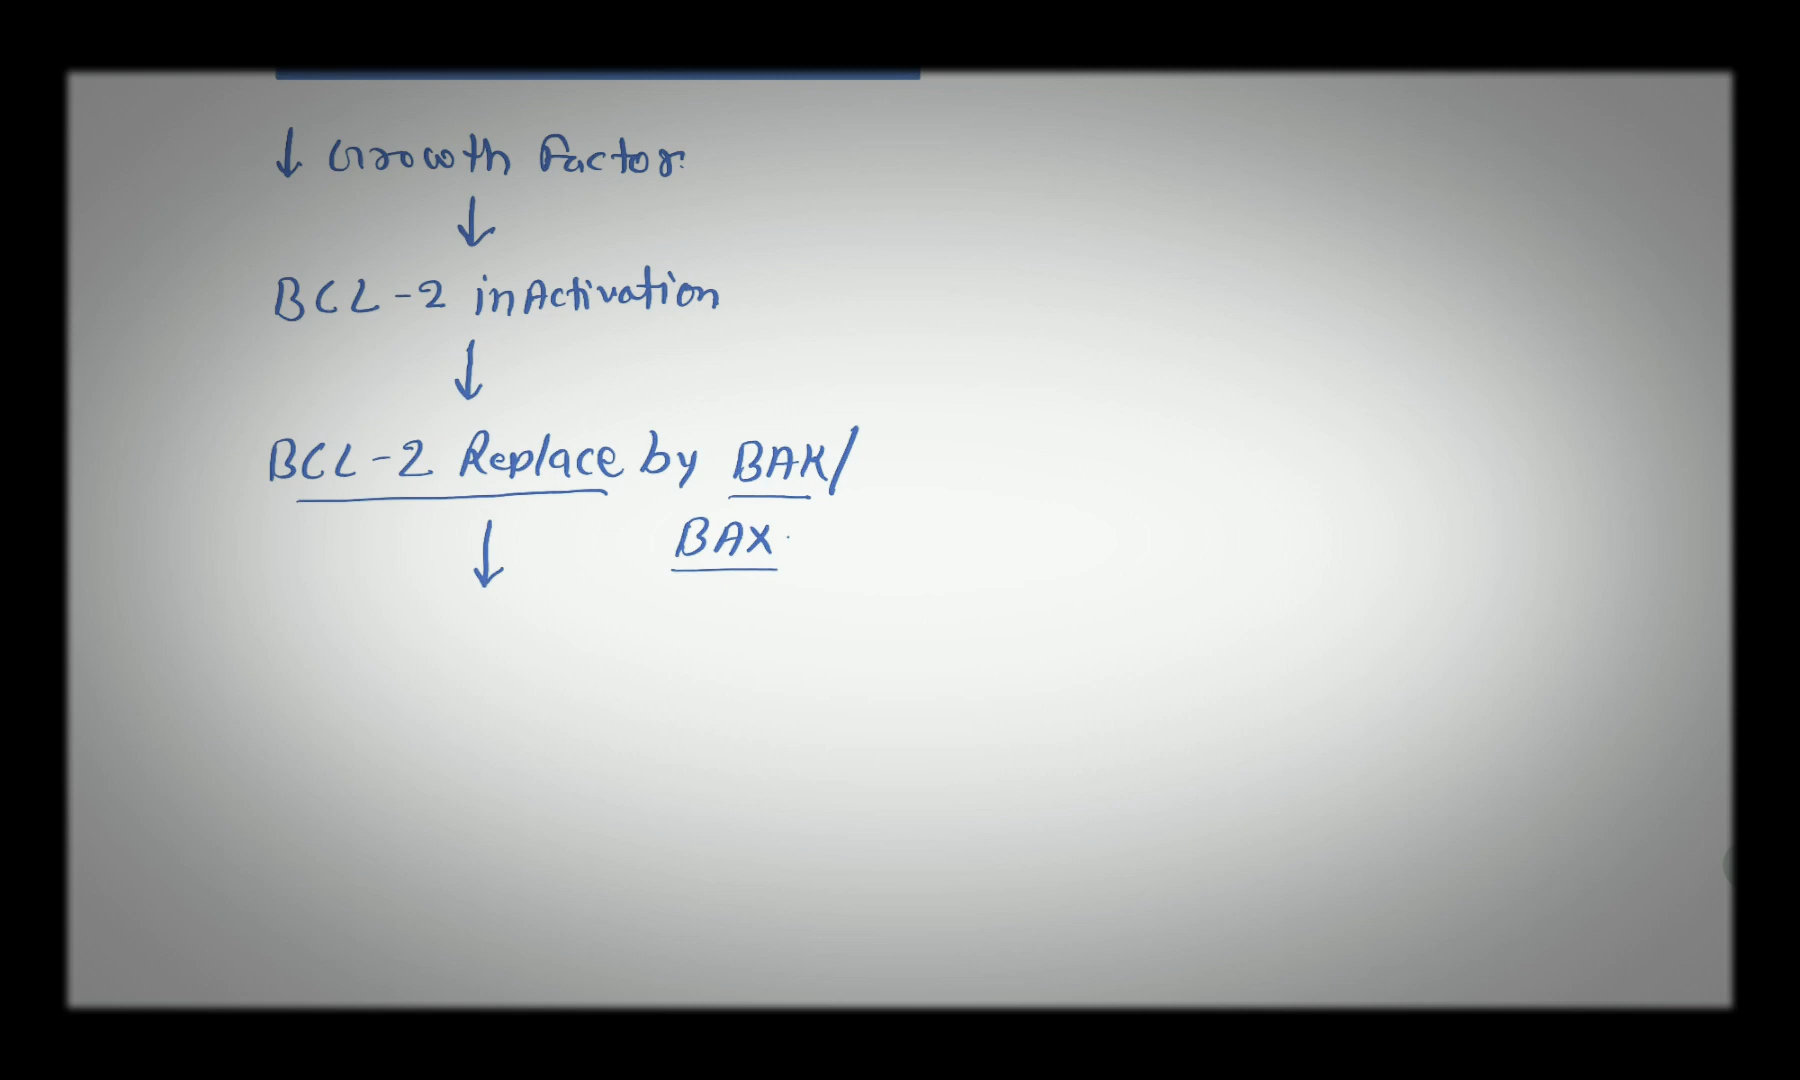 ↓ Growth Factor
↓
BCL-2 inActivation
↓
BCL-2 Replace by BAK/
BAX
↓